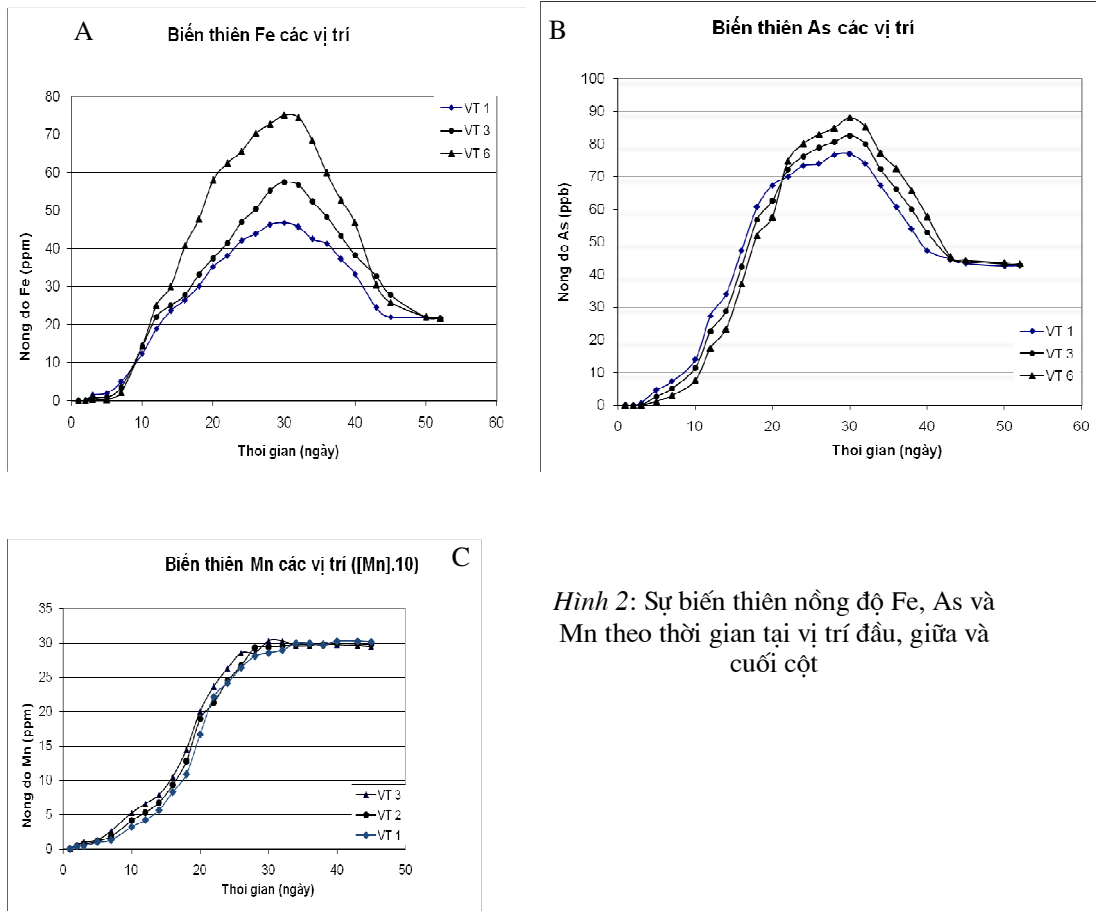 A
Biến thiên Fe các vị trí
80
70
60
50
40
30
20
10
0
Nong do Fe (ppm)
0 10 20 30 40 50 60
Thoi gian (ngày)
VT 1
VT 3
VT 6
B
Biến thiên As các vị trí
100
90
80
70
60
50
40
30
20
10
0
Nong do As (ppb)
0 10 20 30 40 50 60
Thoi gian (ngày)
VT 1
VT 3
VT 6
C
Biến thiên Mn các vị trí ([Mn].10)
35
30
25
20
15
10
5
0
Nong do Mn (ppm)
0 10 20 30 40 50
Thoi gian (ngày)
VT 3
VT 2
VT 1
Hình 2: Sự biến thiên nồng độ Fe, As và
Mn theo thời gian tại vị trí đầu, giữa và
cuối cột